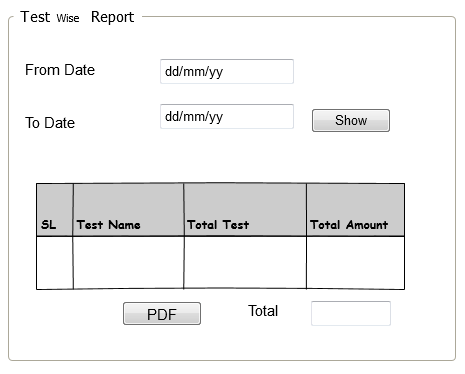 Test Wise Report
From Date dd/mm/yy
To Date dd/mm/yy Show
SL Test Name Total Test Total Amount
PDF Total